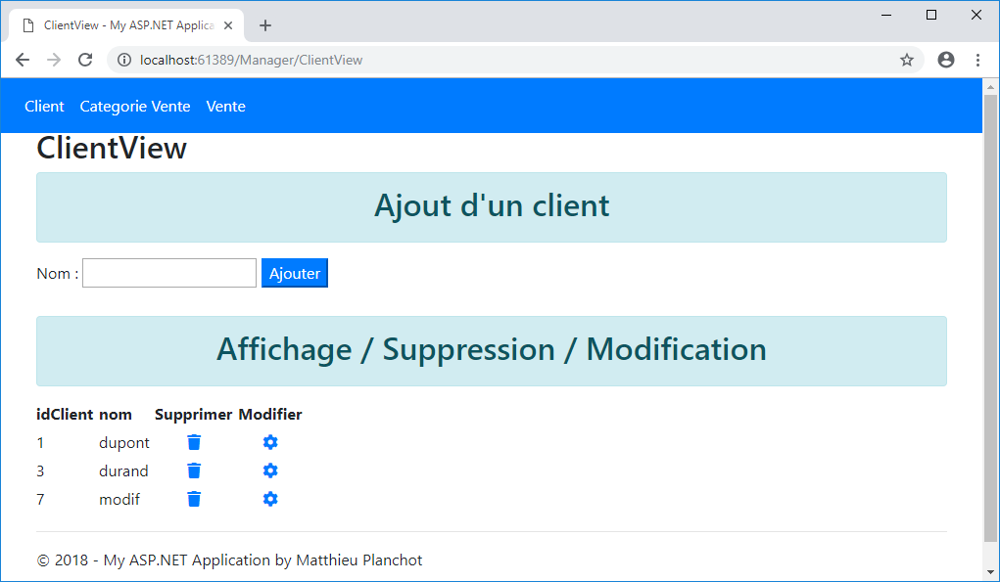 ClientView - My ASP.NET Applica
localhost:61389/Manager/ClientView
Client Categorie Vente Vente
ClientView
Ajout d'un client
Nom : Ajouter
Affichage / Suppression / Modification
idClient nom Supprimer Modifier
1 dupont
3 durand
7 modif
© 2018 - My ASP.NET Application by Matthieu Planchot